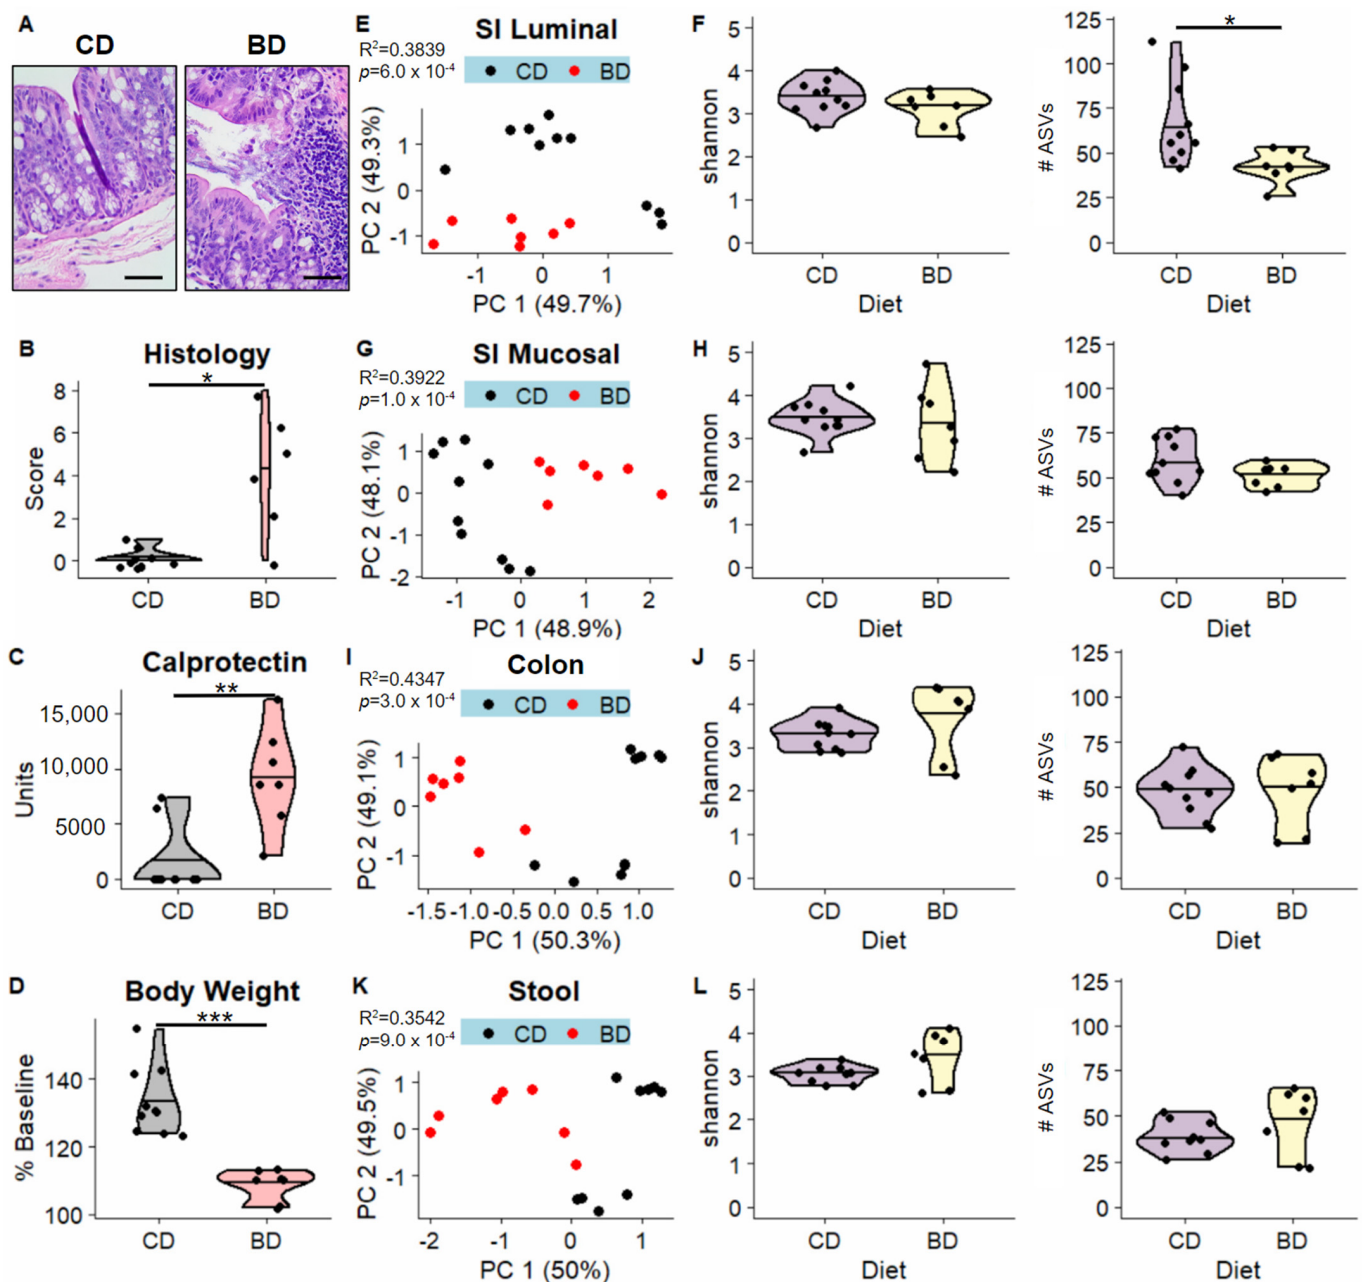 A
CD
BD
B
Histology
*
Score
8
6
4
2
0
CD
BD
C
Calprotectin
**
Units
15,000
10,000
5000
0
CD
BD
D
Body Weight
***
% Baseline
140
120
100
CD
BD
E
SI Luminal
R²=0.3839
p=6.0 x 10⁻⁴
CD
BD
PC 2 (49.3%)
1
0
-1
-1
0
1
PC 1 (49.7%)
F
shannon
5
4
3
2
1
0
CD
BD
Diet
# ASVs
125
100
75
50
25
0
*
CD
BD
Diet
G
SI Mucosal
R²=0.3922
p=1.0 x 10⁻⁴
CD
BD
PC 2 (48.1%)
1
0
-1
-2
-1
0
1
2
PC 1 (48.9%)
H
shannon
5
4
3
2
1
0
CD
BD
Diet
# ASVs
125
100
75
50
25
0
CD
BD
Diet
I
Colon
R²=0.4347
p=3.0 x 10⁻⁴
CD
BD
PC 2 (49.1%)
1
0
-1
-1.5
-1.0
-0.5
0.0
0.5
1.0
PC 1 (50.3%)
J
shannon
5
4
3
2
1
0
CD
BD
Diet
# ASVs
125
100
75
50
25
0
CD
BD
Diet
K
Stool
R²=0.3542
p=9.0 x 10⁻⁴
CD
BD
PC 2 (49.5%)
1
0
-1
-2
-1
0
1
PC 1 (50%)
L
shannon
5
4
3
2
1
0
CD
BD
Diet
# ASVs
125
100
75
50
25
0
CD
BD
Diet